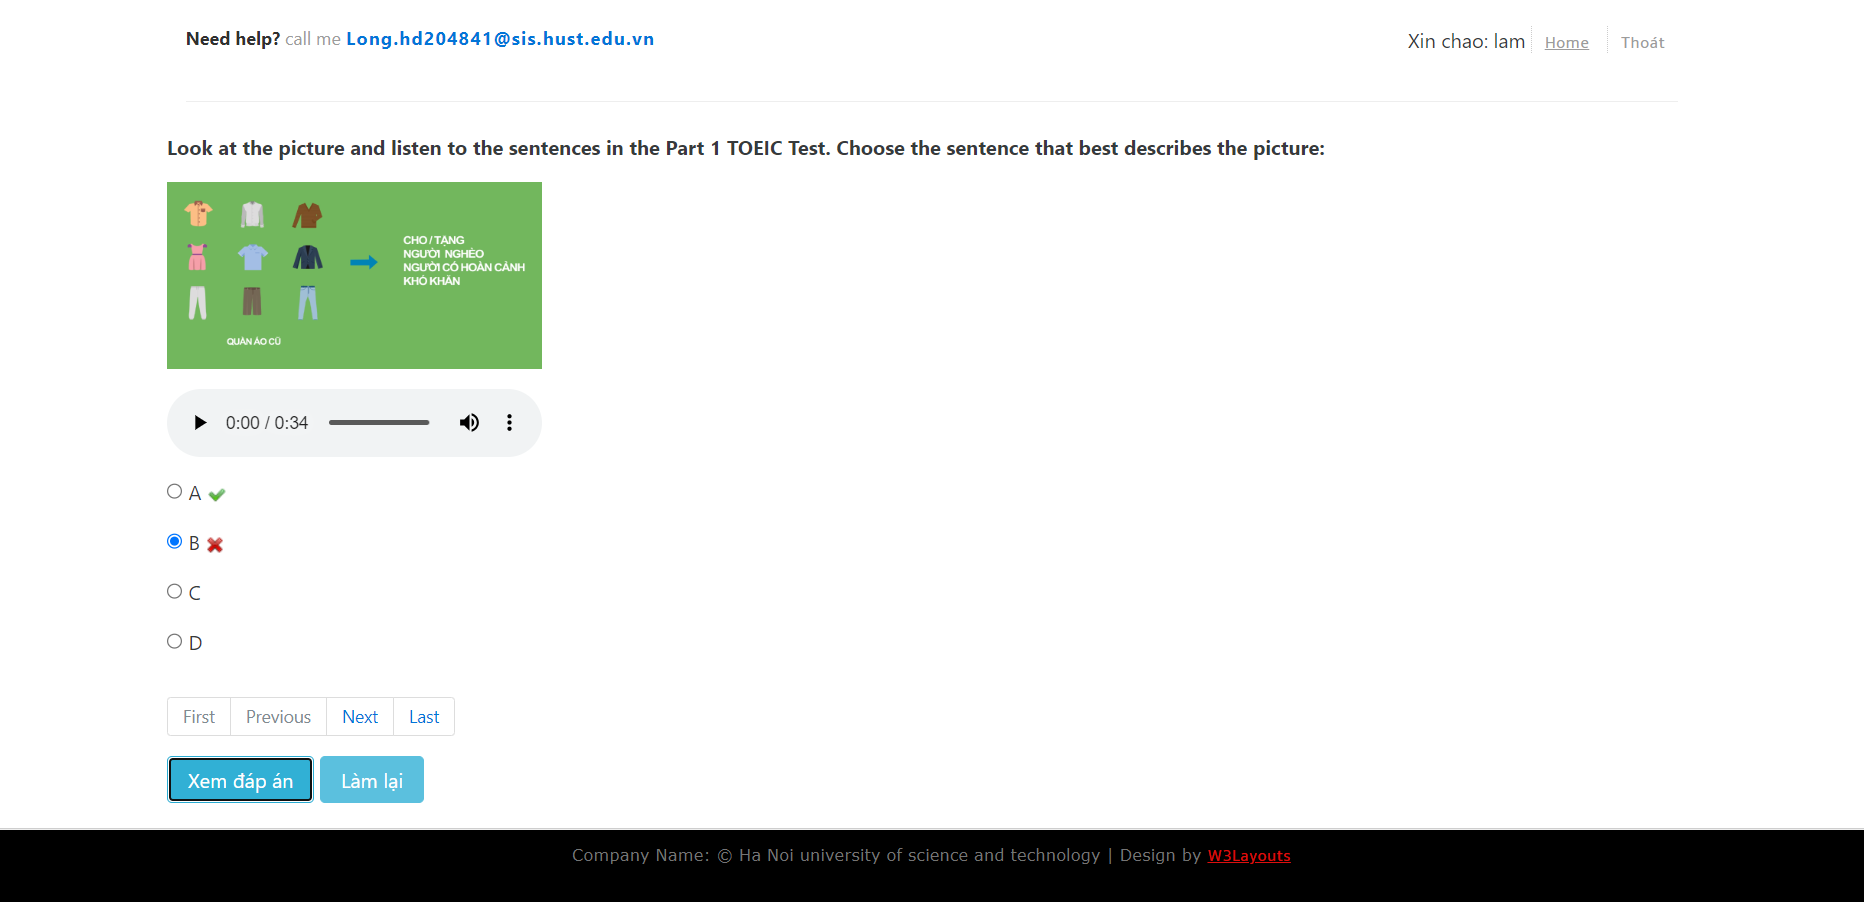 Need help? call me Long.hd204841@sis.hust.edu.vn
Xin chao: lam Home Thoát
Look at the picture and listen to the sentences in the Part 1 TOEIC Test. Choose the sentence that best describes the picture:
CHO / TẶNG
NGƯỜI NGHÈO
NGƯỜI CÓ HOÀN CẢNH
KHÓ KHĂN
QUẦN ÁO CŨ
0:00 / 0:34
A
B
C
D
First Previous Next Last
Xem đáp án Làm lại
Company Name: © Ha Noi university of science and technology | Design by W3Layouts